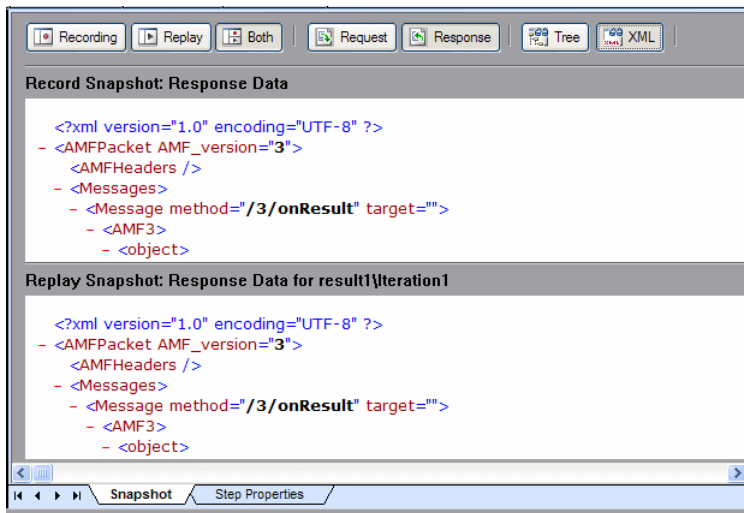 Recording Replay Both Request Response Tree XML
Record Snapshot: Response Data
<?xml version="1.0" encoding="UTF-8" ?>
- <AMFPacket AMF_version="3">
<AMFHeaders />
- <Messages>
- <Message method="/3/onResult" target="">
- <AMF3>
- <object>
Replay Snapshot: Response Data for result1\Iteration1
<?xml version="1.0" encoding="UTF-8" ?>
- <AMFPacket AMF_version="3">
<AMFHeaders />
- <Messages>
- <Message method="/3/onResult" target="">
- <AMF3>
- <object>
Snapshot Step Properties